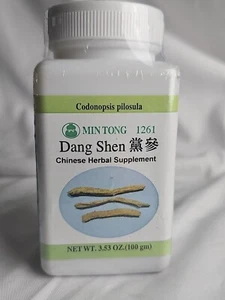 Codonopsis pilosula
MIN TONG 1261
Dang Shen 黨參
Chinese Herbal Supplement
NET WT. 3.53 OZ.(100 gm)